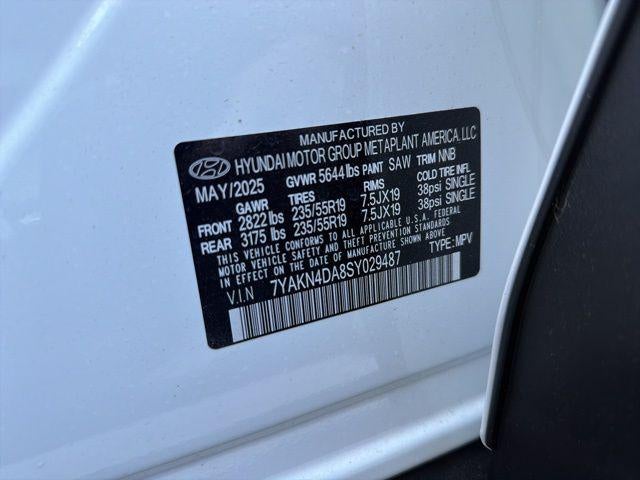 MANUFACTURED BY
HYUNDAI MOTOR GROUP METAPLANT AMERICA, LLC
MAY/2025 GVWR 5644 lbs PAINT SAW TRIM NNB
GAWR TIRES RIMS COLD TIRE INFL
FRONT 2822 lbs 235/55R19 7.5JX19 38psi SINGLE
REAR 3175 lbs 235/55R19 7.5JX19 38psi SINGLE
THIS VEHICLE CONFORMS TO ALL APPLICABLE U.S.A. FEDERAL
MOTOR VEHICLE SAFETY AND THEFT PREVENTION STANDARDS
IN EFFECT ON THE DATE OF MANUFACTURE SHOWN ABOVE.
V.I.N 7YAKN4DA8SY029487 TYPE: MPV